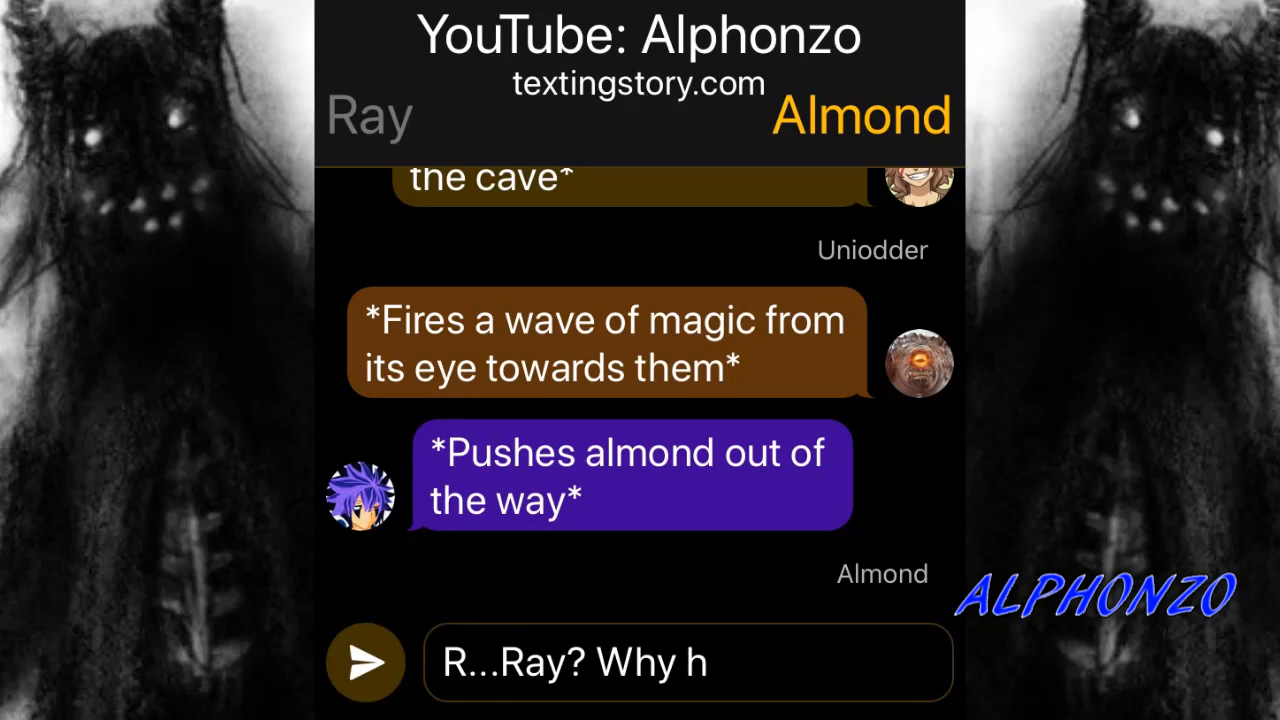 YouTube: Alphonzo
textingstory.com
Ray
Almond
the cave*
Uniodder
*Fires a wave of magic from
its eye towards them*
*Pushes almond out of
the way*
Almond
ALPHONZO
R...Ray? Why h